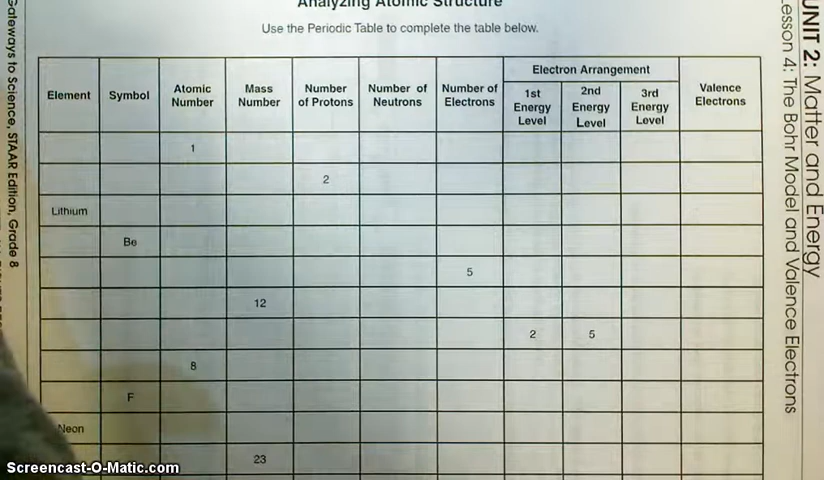 Analyzing Atomic Structure
Use the Periodic Table to complete the table below.
Element Symbol Atomic Number Mass Number Number of Protons Number of Neutrons Number of Electrons Electron Arrangement Valence Electrons
1st Energy Level 2nd Energy Level 3rd Energy Level
1
2
Lithium
Be
5
12
2 5
8
F
Neon
23
UNIT 2: Matter and Energy
Lesson 4: The Bohr Model and Valence Electrons
Gateways to Science, STAAR Edition, Grade 8
Screencast-O-Matic.com